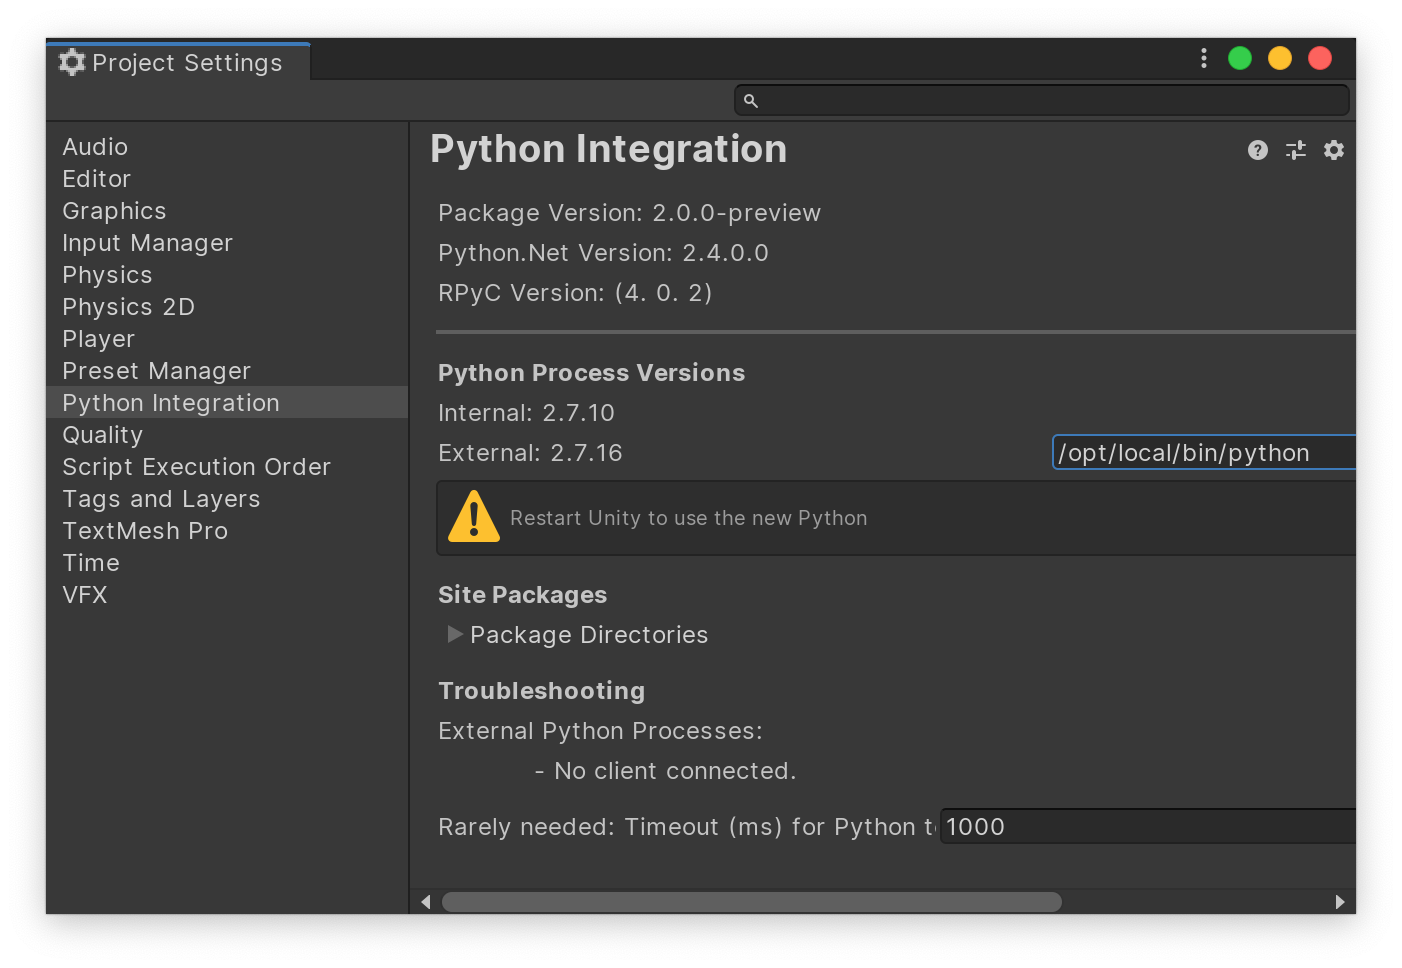 Project Settings
Audio
Editor
Graphics
Input Manager
Physics
Physics 2D
Player
Preset Manager
Python Integration
Quality
Script Execution Order
Tags and Layers
TextMesh Pro
Time
VFX
Python Integration
Package Version: 2.0.0-preview
Python.Net Version: 2.4.0.0
RPyC Version: (4. 0. 2)
Python Process Versions
Internal: 2.7.10
External: 2.7.16 /opt/local/bin/python
Restart Unity to use the new Python
Site Packages
Package Directories
Troubleshooting
External Python Processes:
- No client connected.
Rarely needed: Timeout (ms) for Python t 1000